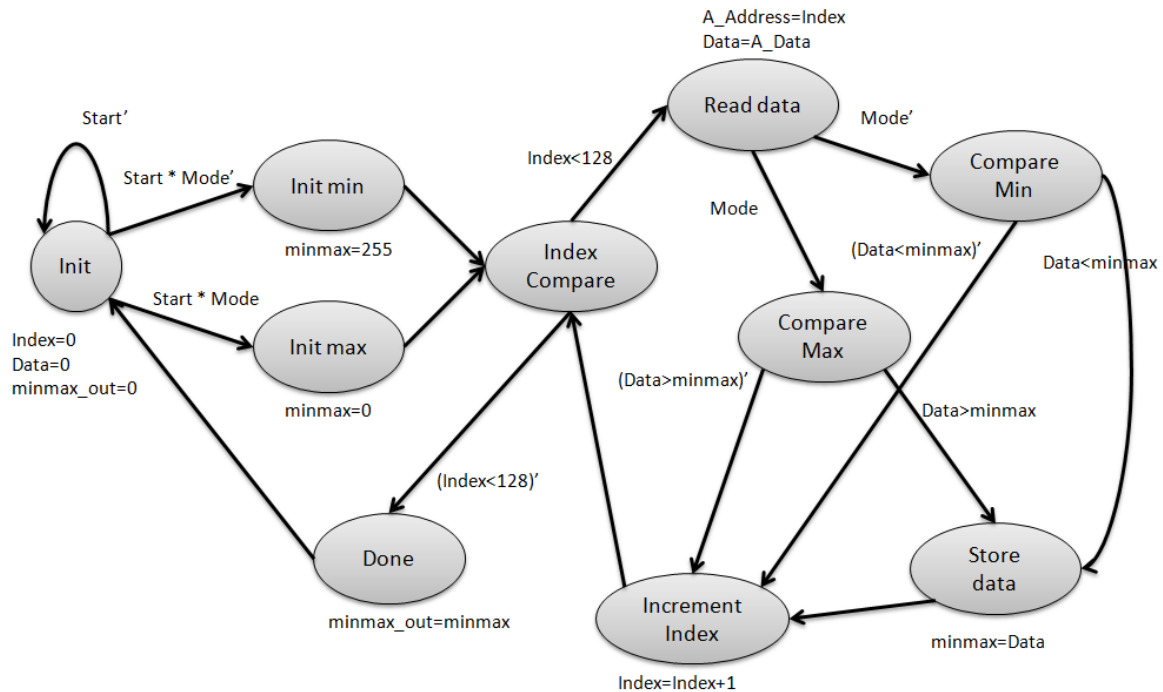 A_Address=Index
Data=A_Data
Read data
Start’
Mode’
Compare
Min
Start * Mode’
Init min
Index<128
minmax=255
Mode
Index
Compare
(Data<minmax)’
Data<minmax
Init
Start * Mode
Init max
Compare
Max
Index=0
Data=0
minmax_out=0
minmax=0
(Data>minmax)’
Data>minmax
(Index<128)’
Done
minmax_out=minmax
Store
data
Increment
Index
minmax=Data
Index=Index+1